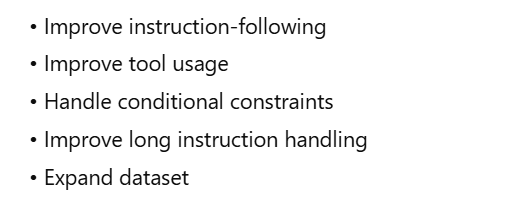 • Improve instruction-following
• Improve tool usage
• Handle conditional constraints
• Improve long instruction handling
• Expand dataset